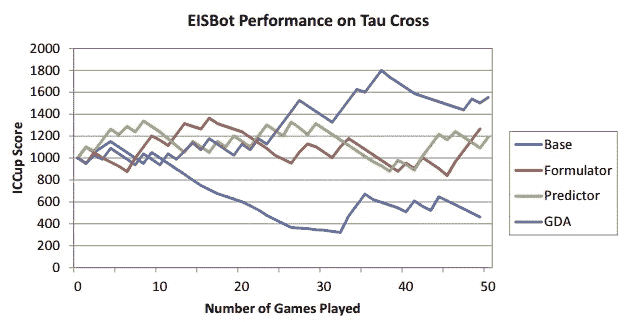 EISBot Performance on Tau Cross
ICCup Score
2000
1800
1600
1400
1200
1000
800
600
400
200
0
0 10 20 30 40 50
Number of Games Played
Base
Formulator
Predictor
GDA